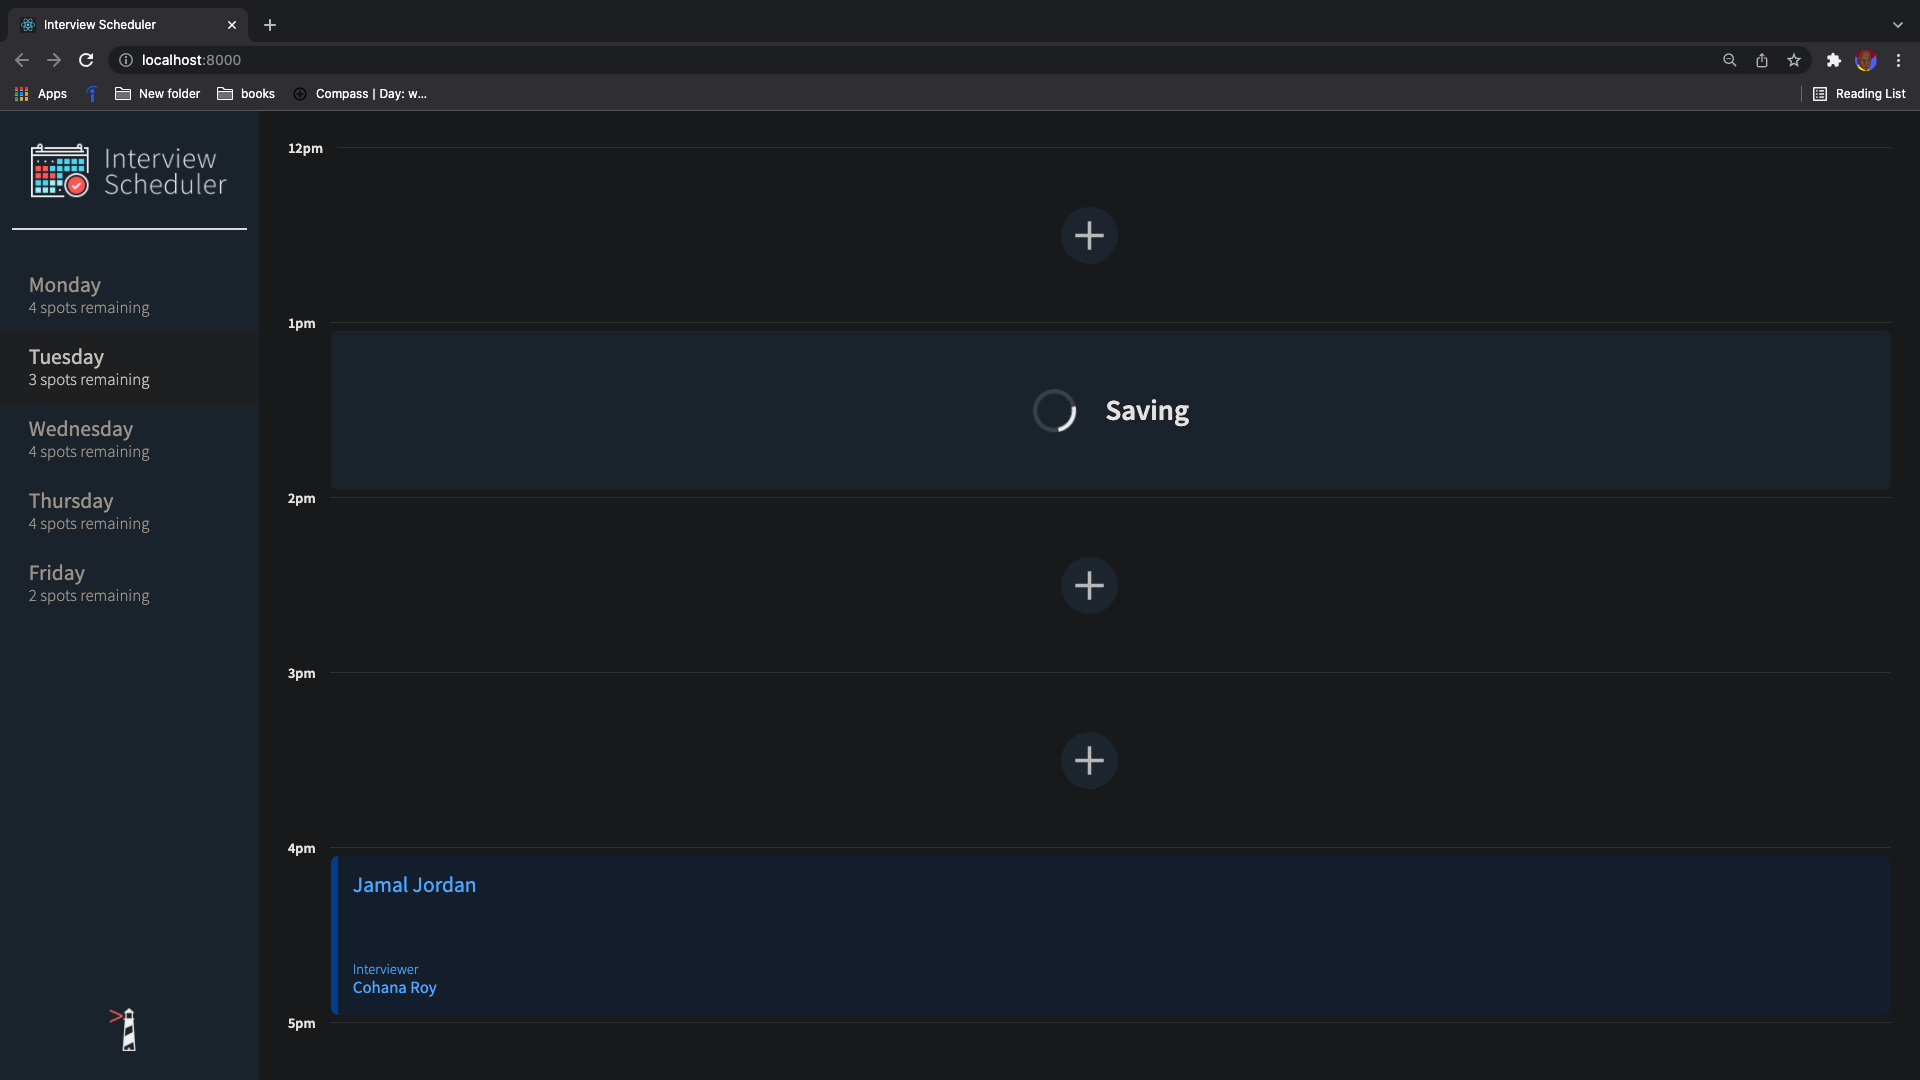 Interview Scheduler
localhost:8000
Apps
New folder
books
Compass | Day: w...
Reading List
Interview
Scheduler
Monday
4 spots remaining
Tuesday
3 spots remaining
Wednesday
4 spots remaining
Thursday
4 spots remaining
Friday
2 spots remaining
12pm
1pm
Saving
2pm
3pm
4pm
Jamal Jordan
Interviewer
Cohana Roy
5pm